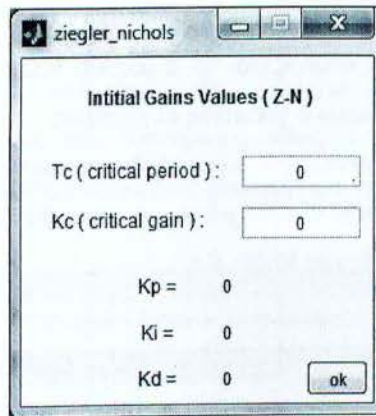 ziegler_nichols
Intitial Gains Values ( Z-N )
Tc ( critical period ) : 0
Kc ( critical gain ) : 0
Kp = 0
Ki = 0
Kd = 0
ok